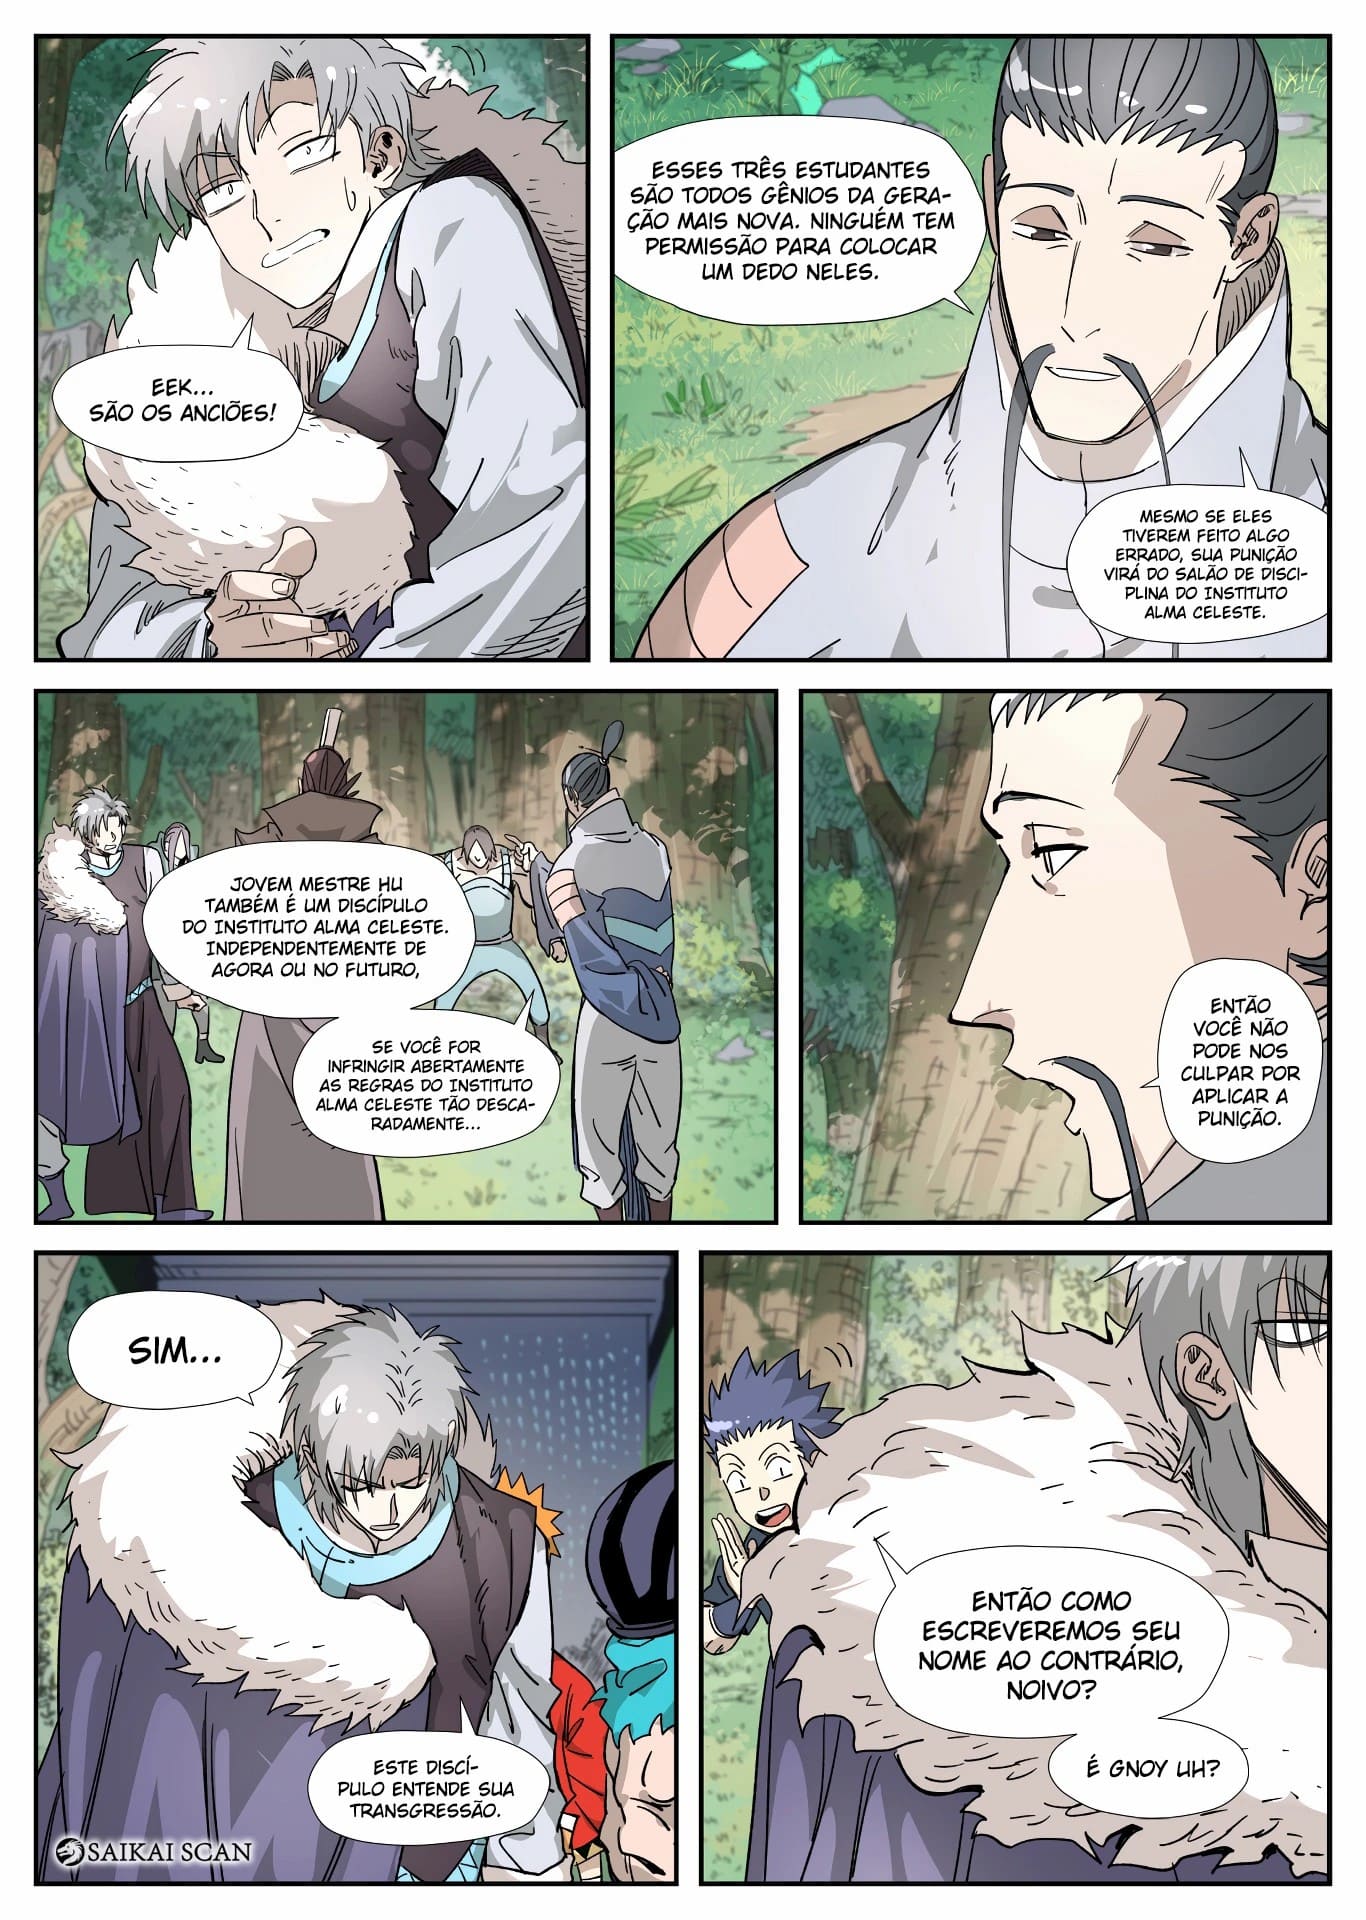 EEK...
SÃO OS ANCIÕES!
ESSES TRÊS ESTUDANTES
SÃO TODOS GÊNIOS DA GERA-
ÇÃO MAIS NOVA. NINGUÉM TEM
PERMISSÃO PARA COLOCAR
UM DEDO NELES.
MESMO SE ELES
TIVEREM FEITO ALGO
ERRADO, SUA PUNIÇÃO
VIRÁ DO SALÃO DE DISCI-
PLINA DO INSTITUTO
ALMA CELESTE.
JOVEM MESTRE HU
TAMBÉM É UM DISCÍPULO
DO INSTITUTO ALMA CELESTE.
INDEPENDENTEMENTE DE
AGORA OU NO FUTURO,
SE VOCÊ FOR
INFRINGIR ABERTAMENTE
AS REGRAS DO INSTITUTO
ALMA CELESTE TÃO DESCA-
RADAMENTE...
ENTÃO
VOCÊ NÃO
PODE NOS
CULPAR POR
APLICAR A
PUNIÇÃO.
SIM...
ESTE DISCÍ-
PULO ENTENDE SUA
TRANSGRESSÃO.
ENTÃO COMO
ESCREVEREMOS SEU
NOME AO CONTRÁRIO,
NOIVO?
É GNOY UH?
SAIKAI SCAN